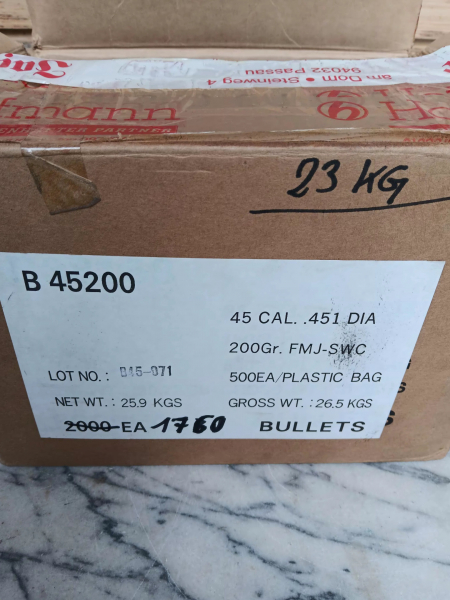 am Dom • Steinweg 4
94032 Passau
mann
23 KG
B 45200
45 CAL. .451 DIA
200Gr. FMJ-SWC
LOT NO.: B45-071
500EA/PLASTIC BAG
NET WT.: 25.9 KGS
GROSS WT.: 26.5 KGS
2000-EA 1760
BULLETS